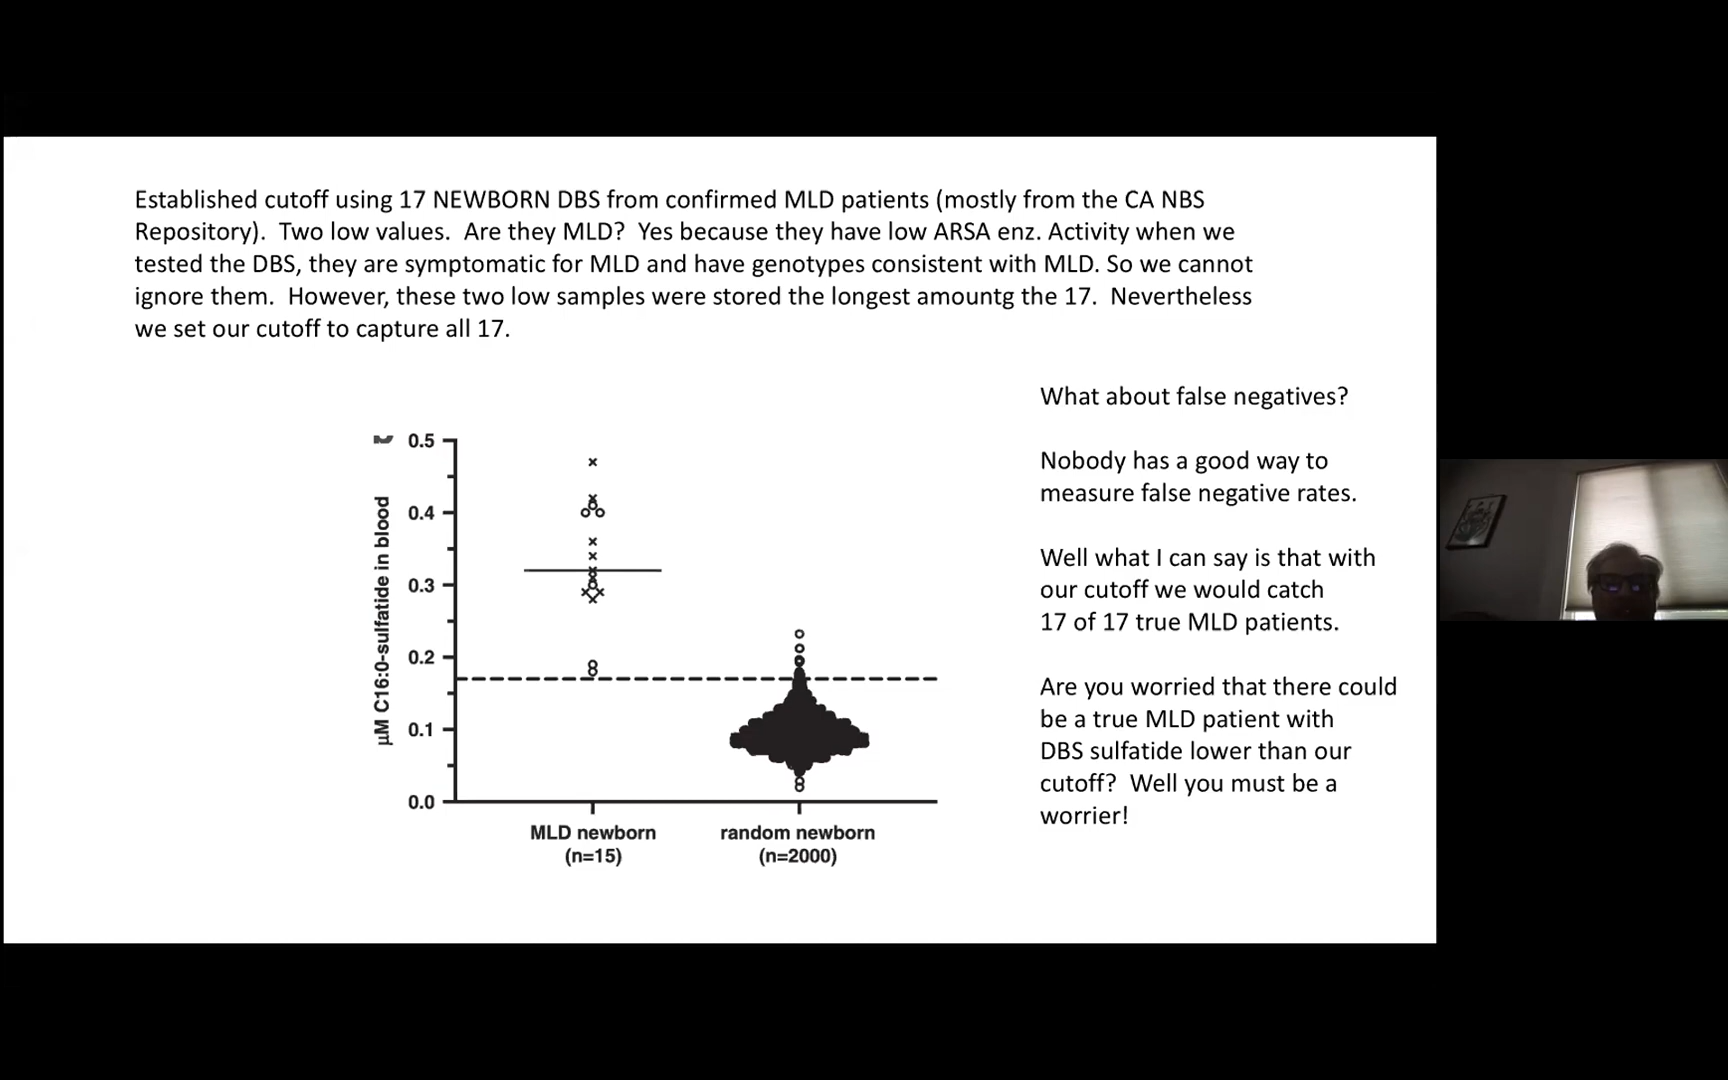 Established cutoff using 17 NEWBORN DBS from confirmed MLD patients (mostly from the CA NBS
Repository).  Two low values.  Are they MLD?  Yes because they have low ARSA enz. Activity when we
tested the DBS, they are symptomatic for MLD and have genotypes consistent with MLD. So we cannot
ignore them.  However, these two low samples were stored the longest amountg the 17.  Nevertheless
we set our cutoff to capture all 17.
What about false negatives?
Nobody has a good way to
measure false negative rates.
Well what I can say is that with
our cutoff we would catch
17 of 17 true MLD patients.
Are you worried that there could
be a true MLD patient with
DBS sulfatide lower than our
cutoff?  Well you must be a
worrier!
µM C16:0-sulfatide in blood
0.5
0.4
0.3
0.2
0.1
0.0
MLD newborn
(n=15)
random newborn
(n=2000)